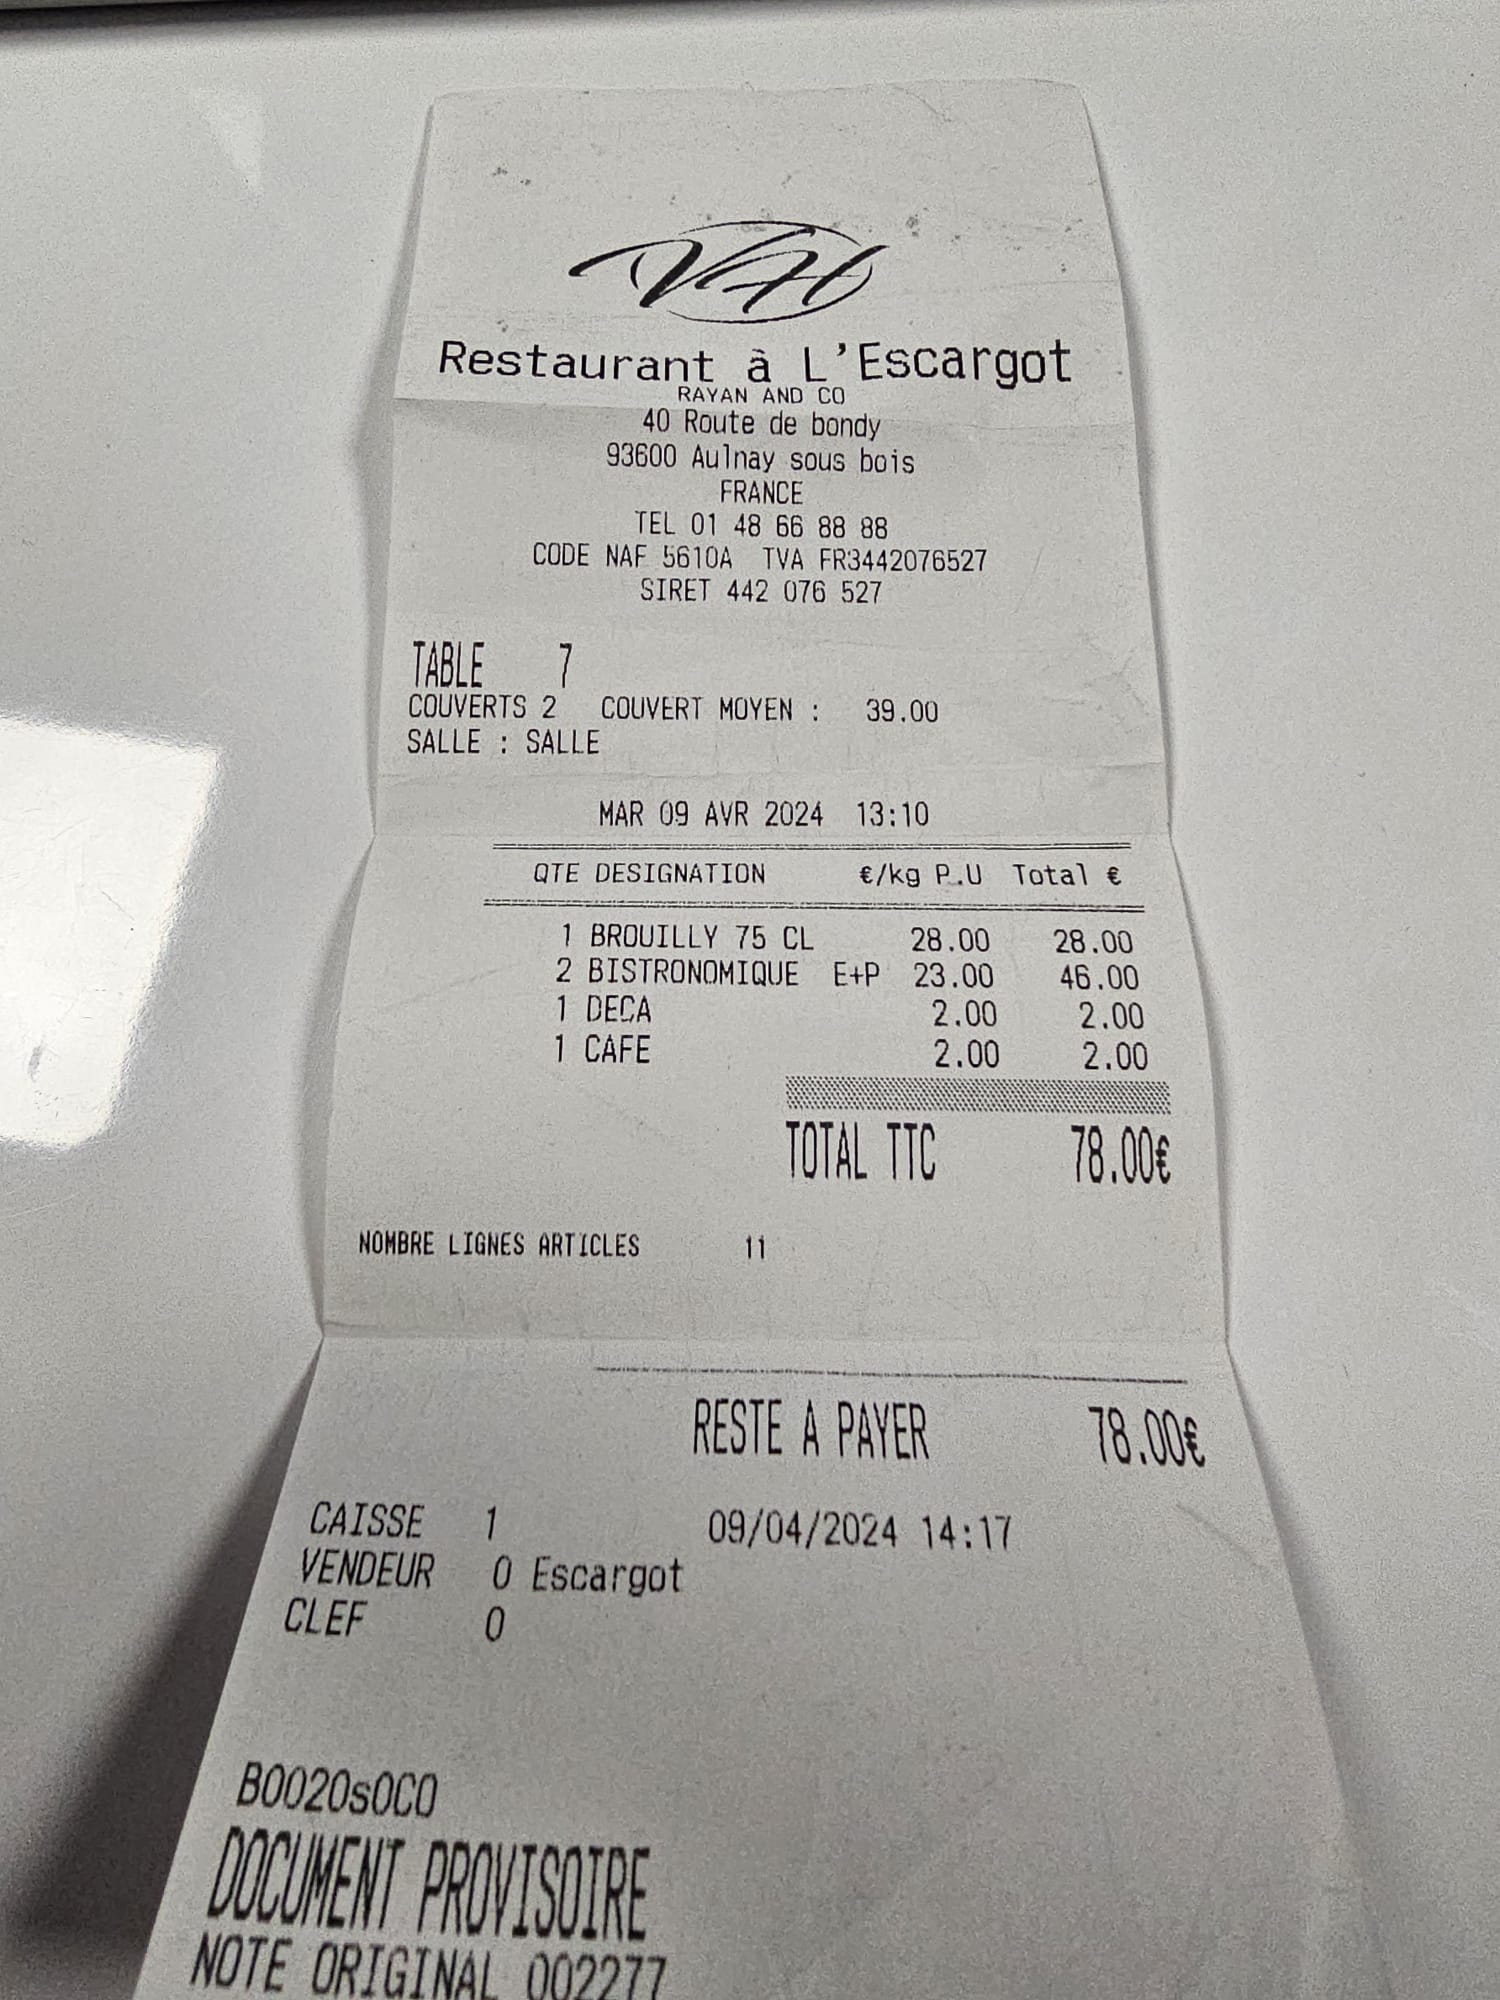 VH
Restaurant à L'Escargot
RAYAN AND CO
40 Route de bondy
93600 Aulnay sous bois
FRANCE
TEL 01 48 66 88 88
CODE NAF 5610A TVA FR3442076527
SIRET 442 076 527
TABLE 7
COUVERTS 2 COUVERT MOYEN : 39.00
SALLE : SALLE
MAR 09 AVR 2024 13:10
QTE DESIGNATION €/kg P.U Total €
1 BROUILLY 75 CL 28.00 28.00
2 BISTRONOMIQUE E+P 23.00 46.00
1 DECA 2.00 2.00
1 CAFE 2.00 2.00
TOTAL TTC 78.00€
NOMBRE LIGNES ARTICLES 11
RESTE A PAYER 78.00€
CAISSE 1 09/04/2024 14:17
VENDEUR 0 Escargot
CLEF 0
B0020s0C0
DOCUMENT PROVISOIRE
NOTE ORIGINAL 002277